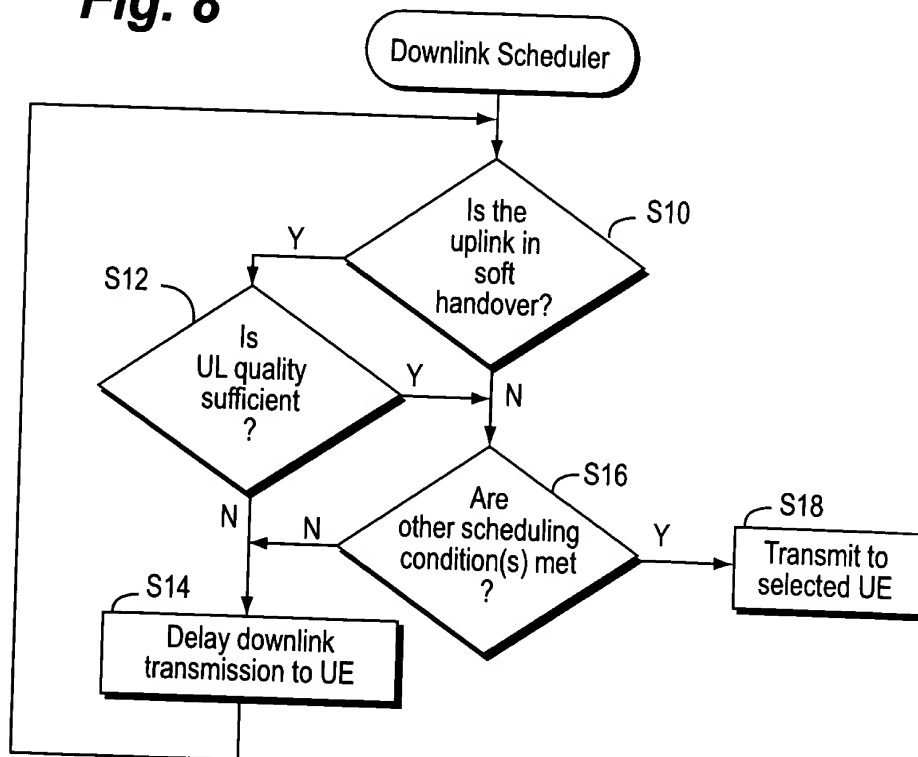 Fig. 8
Downlink Scheduler
Is the
uplink in
soft
handover?
S10
Y
S12
Is
UL quality
sufficient
?
Y
N
S16
Are
other scheduling
condition(s) met
?
N
N
Y
S18
Transmit to
selected UE
S14
Delay downlink
transmission to UE